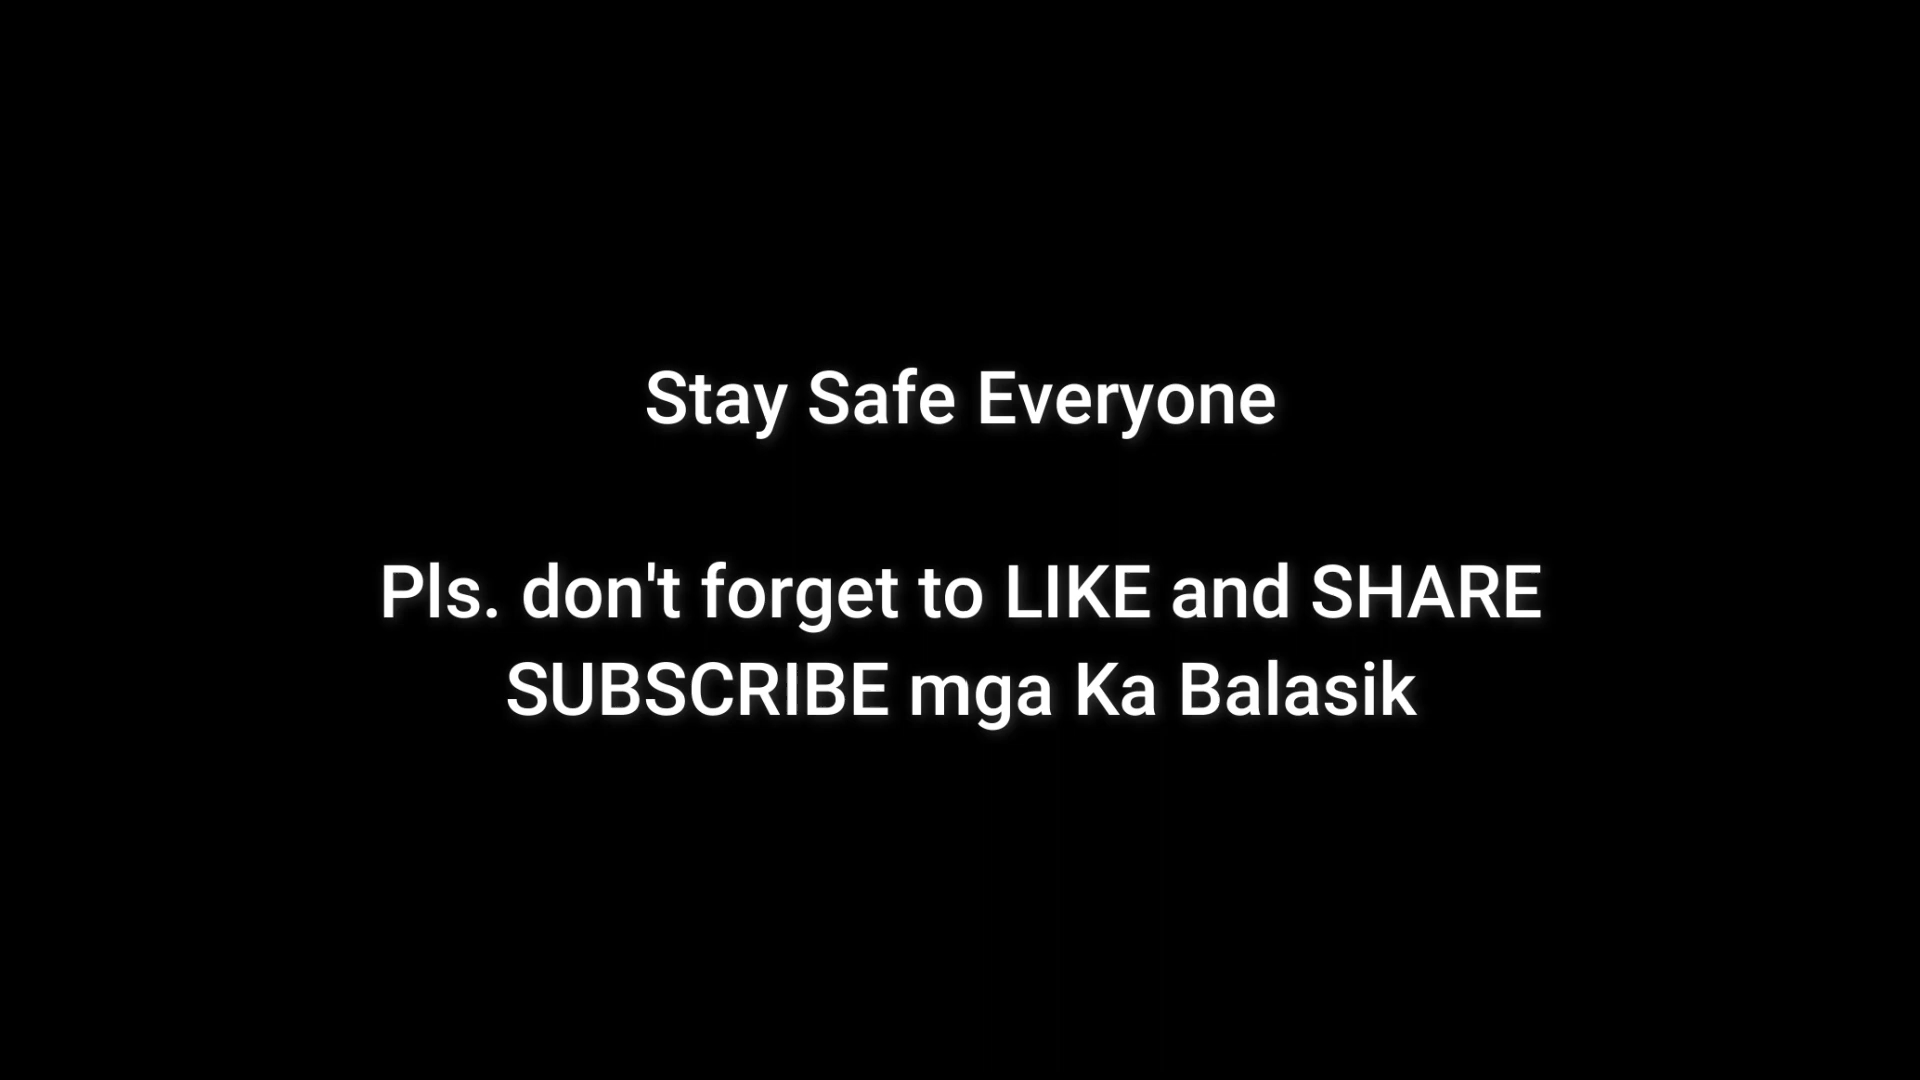 Stay Safe Everyone
Pls. don't forget to LIKE and SHARE
SUBSCRIBE mga Ka Balasik